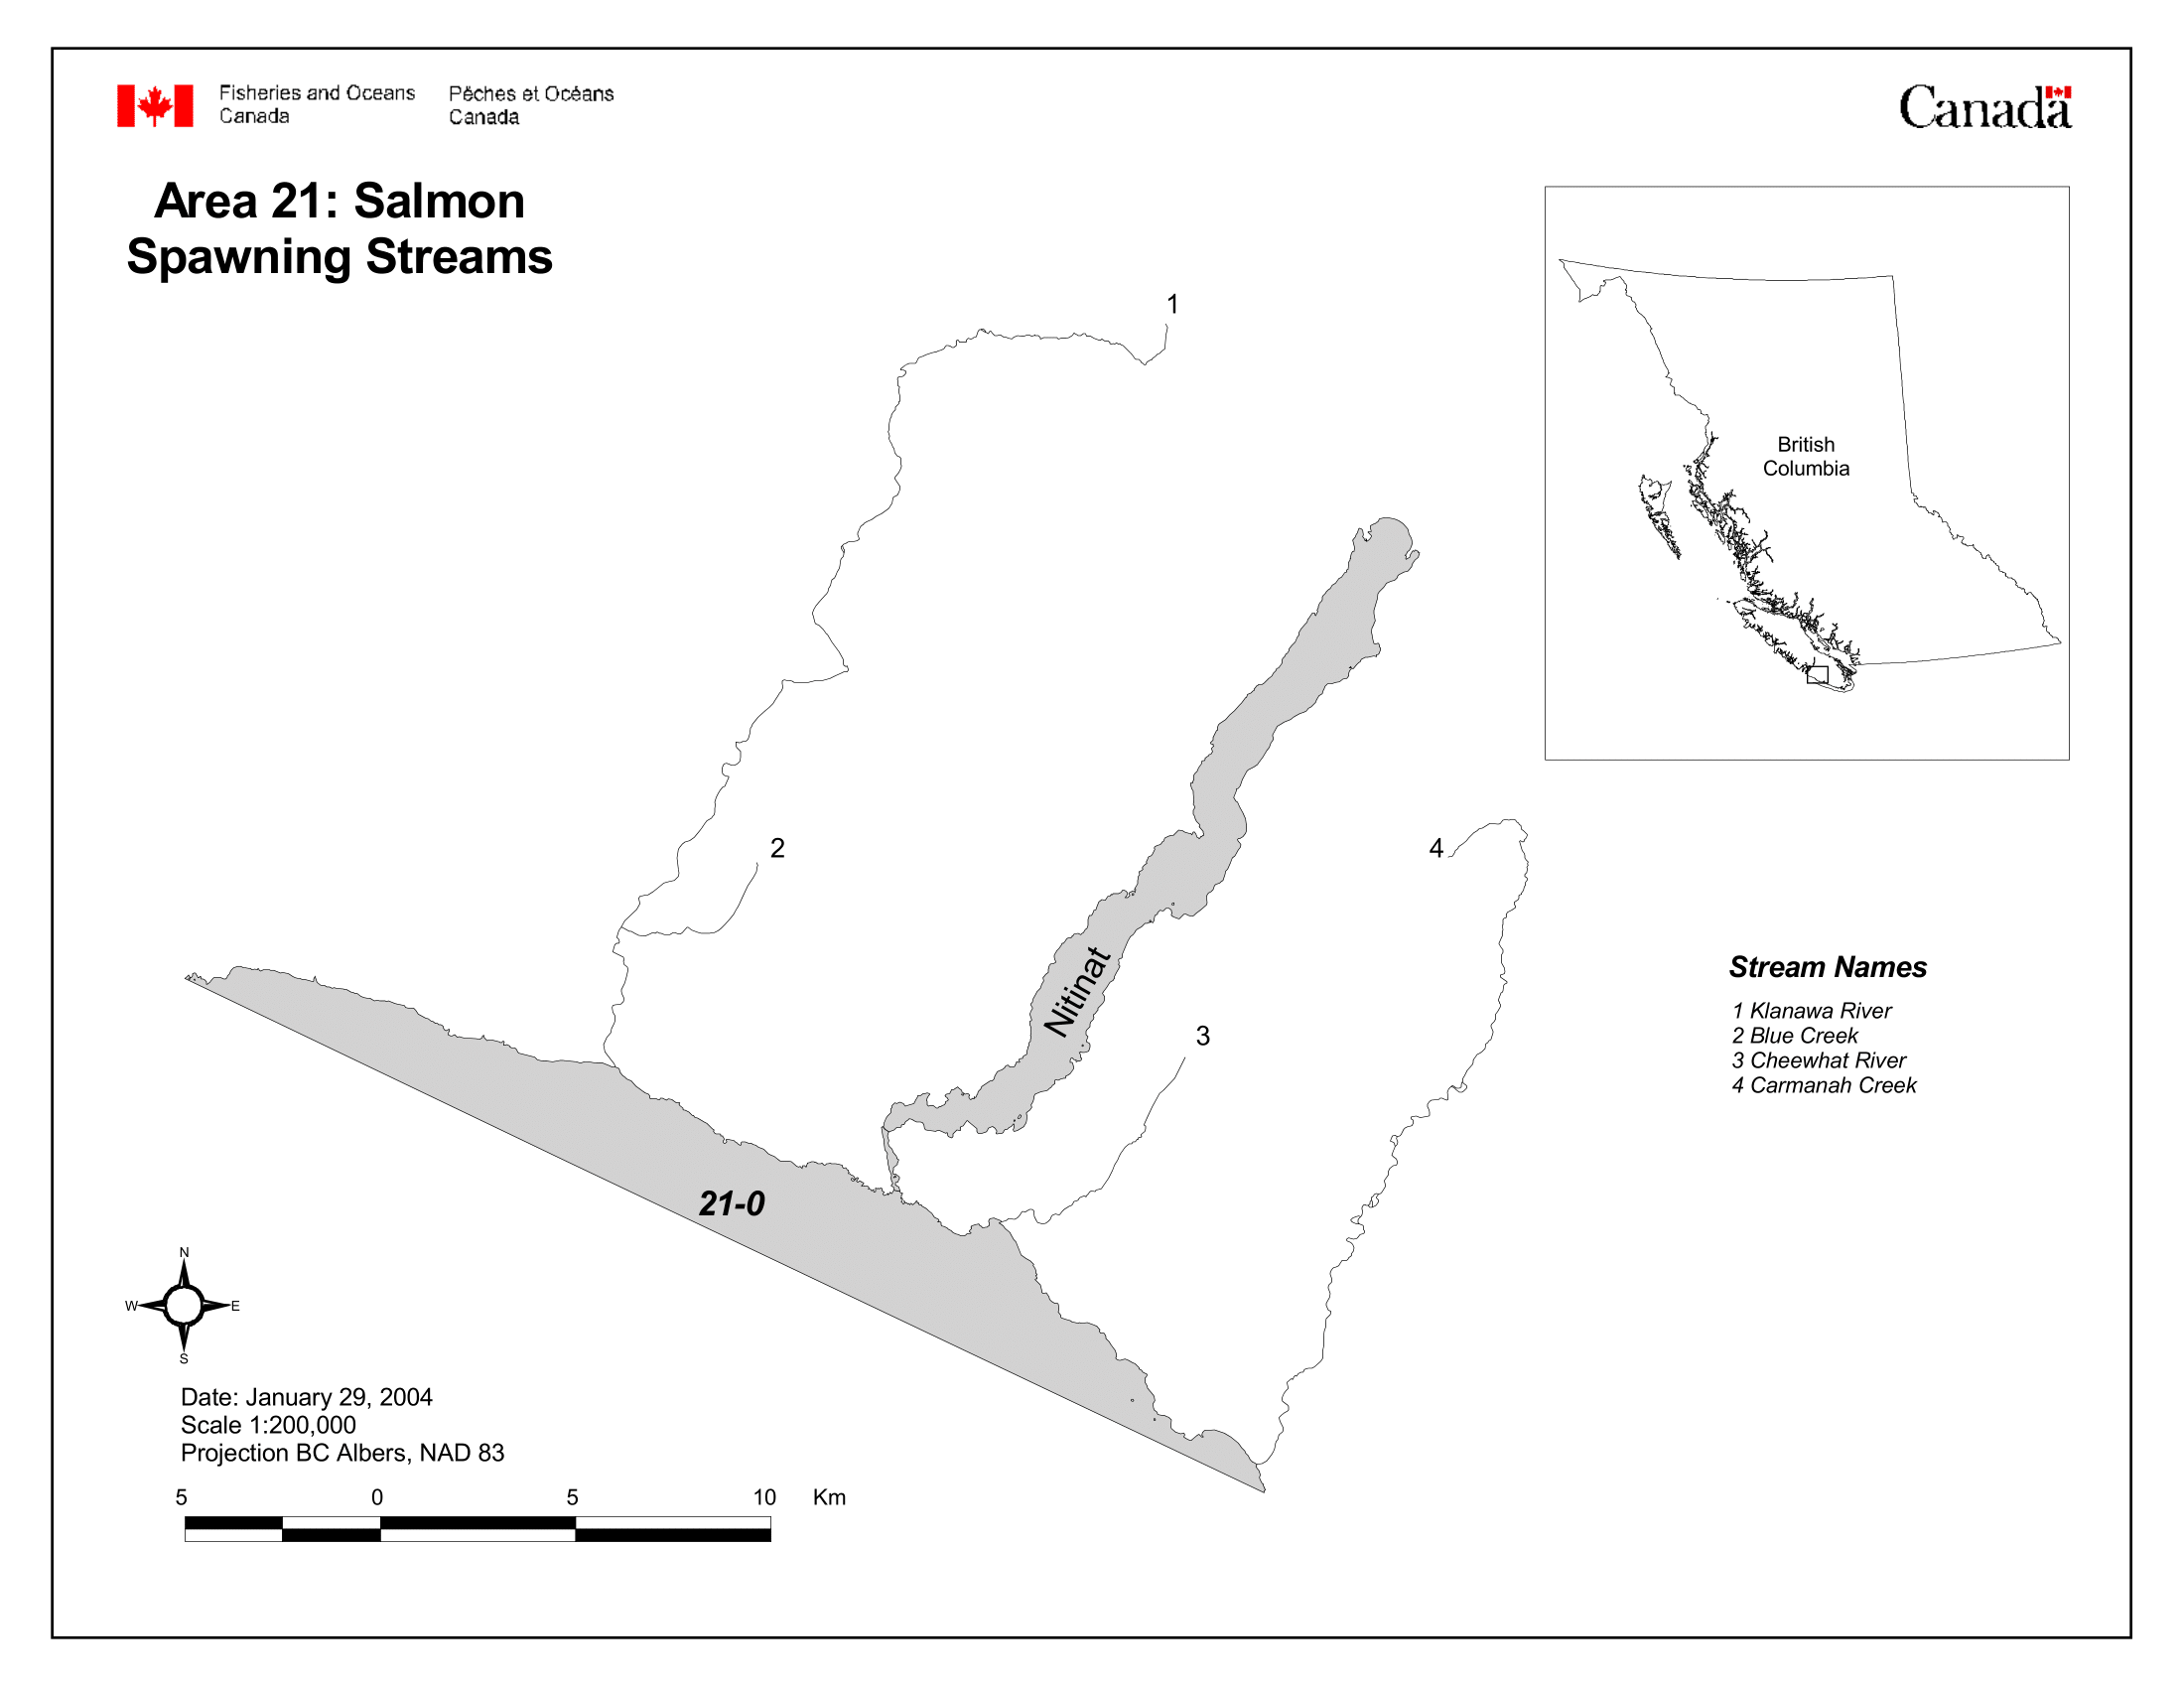 Fisheries and Oceans
Canada
Pêches et Océans
Canada
Canada
Area 21: Salmon
Spawning Streams
1
British
Columbia
2
4
Nitinat
3
Stream Names
1 Klanawa River
2 Blue Creek
3 Cheewhat River
4 Carmanah Creek
21-0
N
W
E
S
Date: January 29, 2004
Scale 1:200,000
Projection BC Albers, NAD 83
5 0 5 10 Km